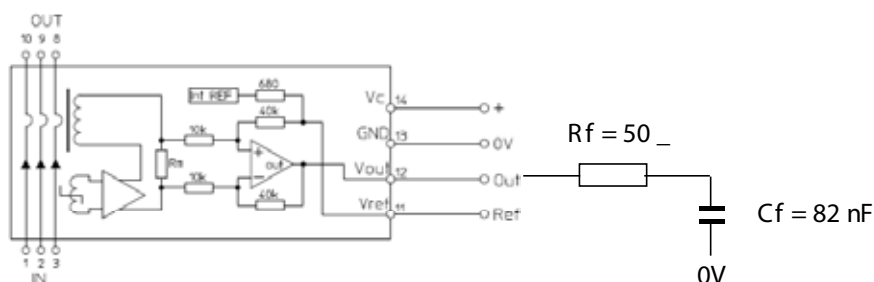 OUT
10 9 8
Int REF
680
Vc 14
+
40k
10k
GND 13
0V
Rm
+
out
Vout 12
Out
Rf = 50 _
10k
-
40k
Vref 11
Ref
Cf = 82 nF
1 2 3
IN
0V